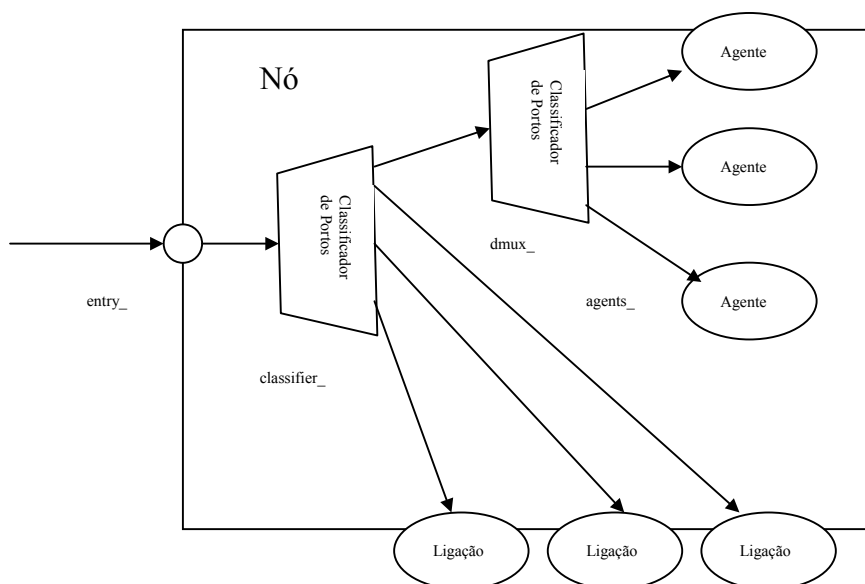 Nó
Agente
Classificador
de Portos
Agente
Classificador
de Portos
dmux_
entry_
agents_
Agente
classifier_
Ligação
Ligação
Ligação